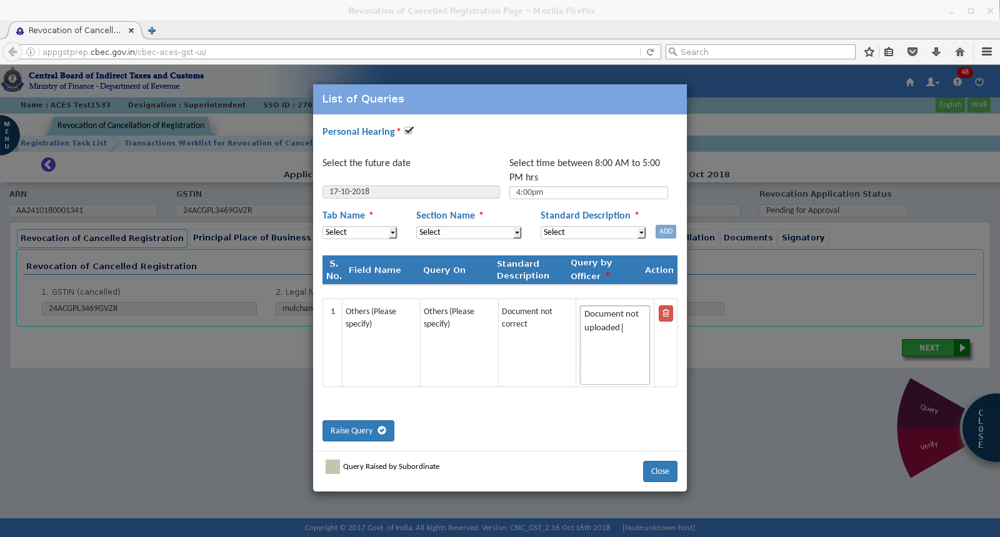 Revocation of Cancelled Registration Page - Mozilla Firefox
Revocation of Cancell...
appgstprep.cbec.gov.in/cbec-aces-gst-ui/
Search
Central Board of Indirect Taxes and Customs
Ministry of Finance - Department of Revenue
48
Name : ACES Test1533 Designation : Superintendent SSO ID : 270
English Hindi
MENU
Revocation of Cancellation of Registration
Registration Task List Transactions Worklist for Revocation of Cancel
Applic
Oct 2018
ARN GSTIN Revocation Application Status
AA2410180001341 24ACGPL3469GVZR Pending for Approval
Revocation of Cancelled Registration Principal Place of Business llation Documents Signatory
Revocation of Cancelled Registration
1. GSTIN (cancelled) 2. Legal N
24ACGPL3469GVZR mulchan
NEXT
List of Queries
Personal Hearing *
Select the future date
Select time between 8:00 AM to 5:00
PM hrs
17-10-2018 4:00pm
Tab Name * Section Name * Standard Description *
Select Select Select ADD
S. No. Field Name Query On Standard Description Query by Officer * Action
1 Others (Please specify) Others (Please specify) Document not correct Document not uploaded
Raise Query
Query Raised by Subordinate
Close
Query
Verify
CLOSE
Copyright © 2017 Govt. of India. All Rights Reserved. Version: CBIC_GST_2.16 Oct 16th 2018 [Node:unknown-host]